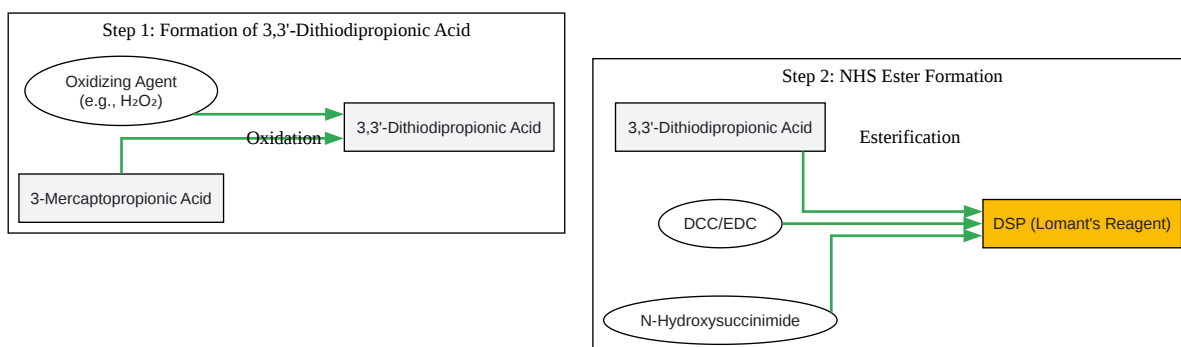 Step 1: Formation of 3,3'-Dithiodipropionic Acid
Oxidizing Agent
(e.g., H₂O₂)
3,3'-Dithiodipropionic Acid
Oxidation
3-Mercaptopropionic Acid
Step 2: NHS Ester Formation
3,3'-Dithiodipropionic Acid
Esterification
DCC/EDC
DSP (Lomant's Reagent)
N-Hydroxysuccinimide